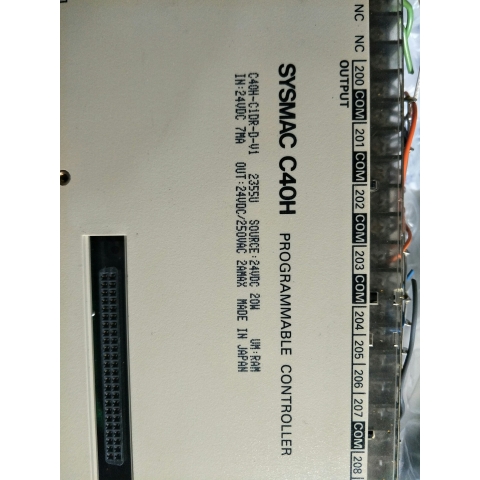 NC NC 200 COM 201 COM 202 COM 203 COM 204 205 206 207 COM 208
OUTPUT
SYSMAC C40H PROGRAMMABLE CONTROLLER
C40H-C1DR-D-V1 2355U SOURCE:24VDC 20W UM:RAM
IN:24VDC 7MA OUT:24VDC/250VAC 2AMAX MADE IN JAPAN